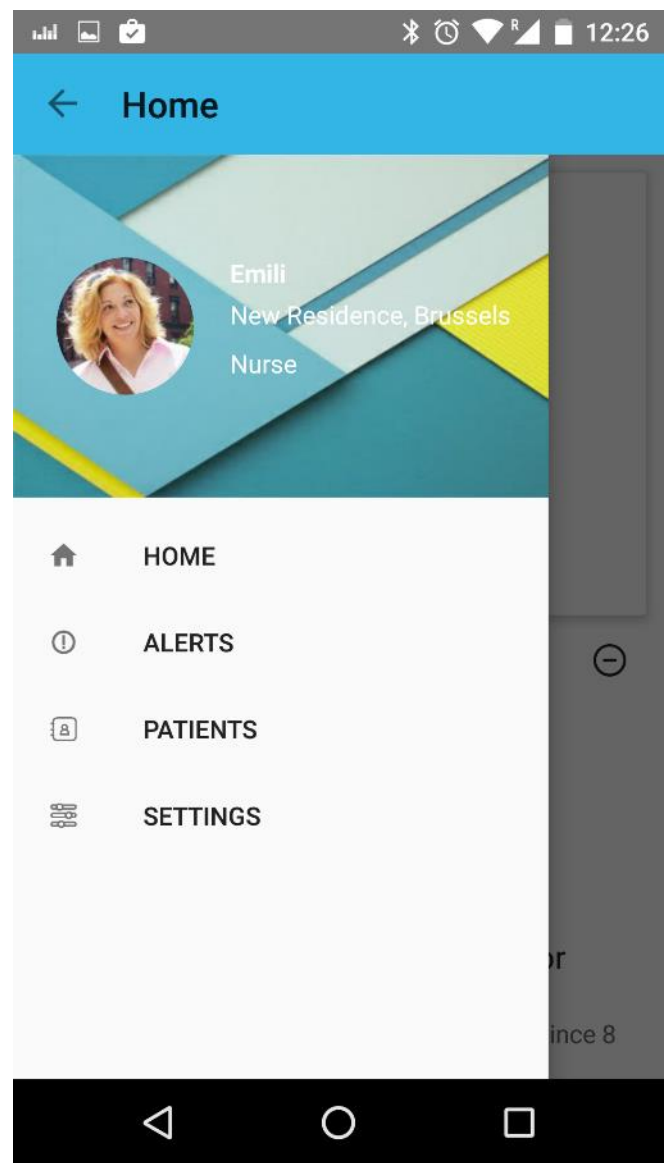 R
12:26
Home
Emili
New Residence, Brussels
Nurse
HOME
ALERTS
PATIENTS
SETTINGS
or
ince 8